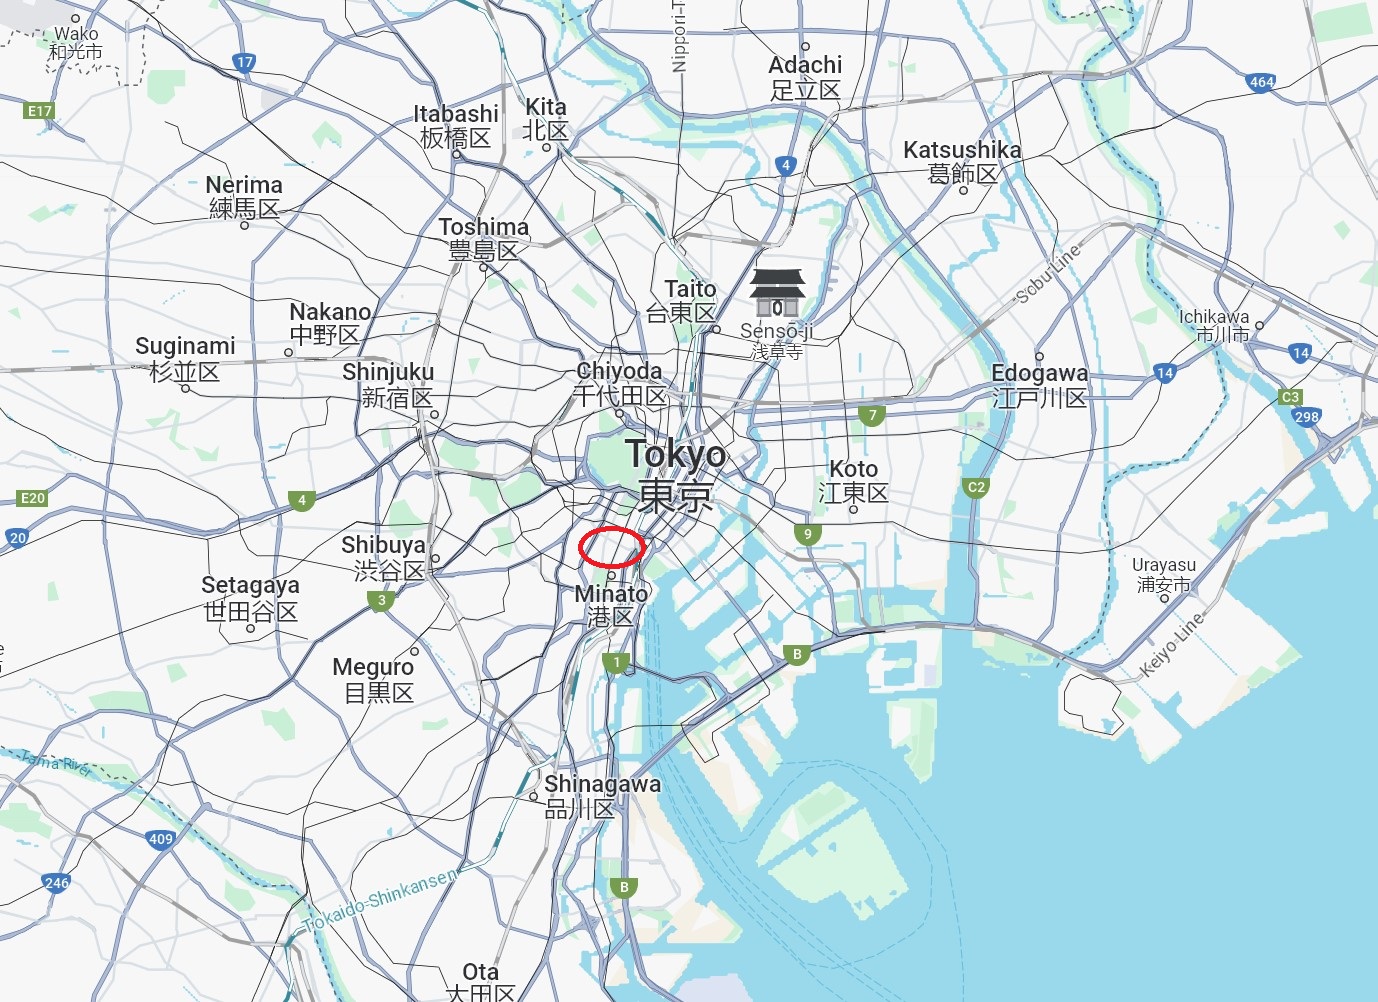 Wako
和光市
17
E17
Itabashi
板橋区
Kita
北区
Nippori-T
Adachi
足立区
464
4
Katsushika
葛飾区
Nerima
練馬区
Toshima
豊島区
Taito
台東区
Sensō-ji
浅草寺
Sobu Line
Ichikawa
市川市
Nakano
中野区
Suginami
杉並区
Shinjuku
新宿区
Chiyoda
千代田区
Edogawa
江戸川区
14
14
C3
298
7
Tokyo
東京
Koto
江東区
C2
E20
4
20
9
Shibuya
渋谷区
Setagaya
世田谷区
3
Minato
港区
Urayasu
浦安市
Keiyo Line
B
1
Meguro
目黒区
Tama River
Shinagawa
品川区
409
246
B
Tokaido-Shinkansen
Ota
大田区